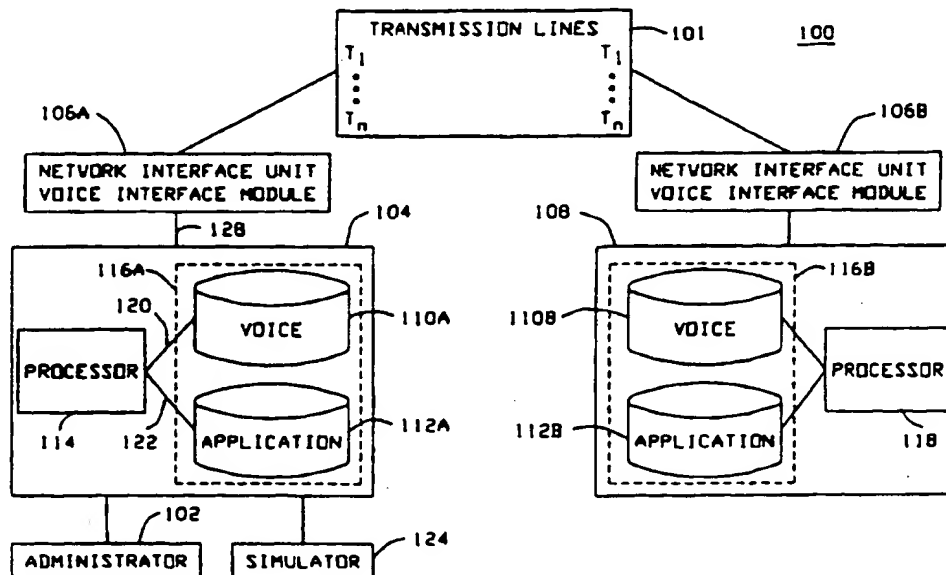 TRANSMISSION LINES
101
100
T1
T1
Tn
Tn
106A
106B
NETWORK INTERFACE UNIT
VOICE INTERFACE MODULE
NETWORK INTERFACE UNIT
VOICE INTERFACE MODULE
128
104
108
116A
116B
120
VOICE
110A
110B
VOICE
PROCESSOR
PROCESSOR
114
122
APPLICATION
112A
112B
APPLICATION
118
102
ADMINISTRATOR
SIMULATOR
124